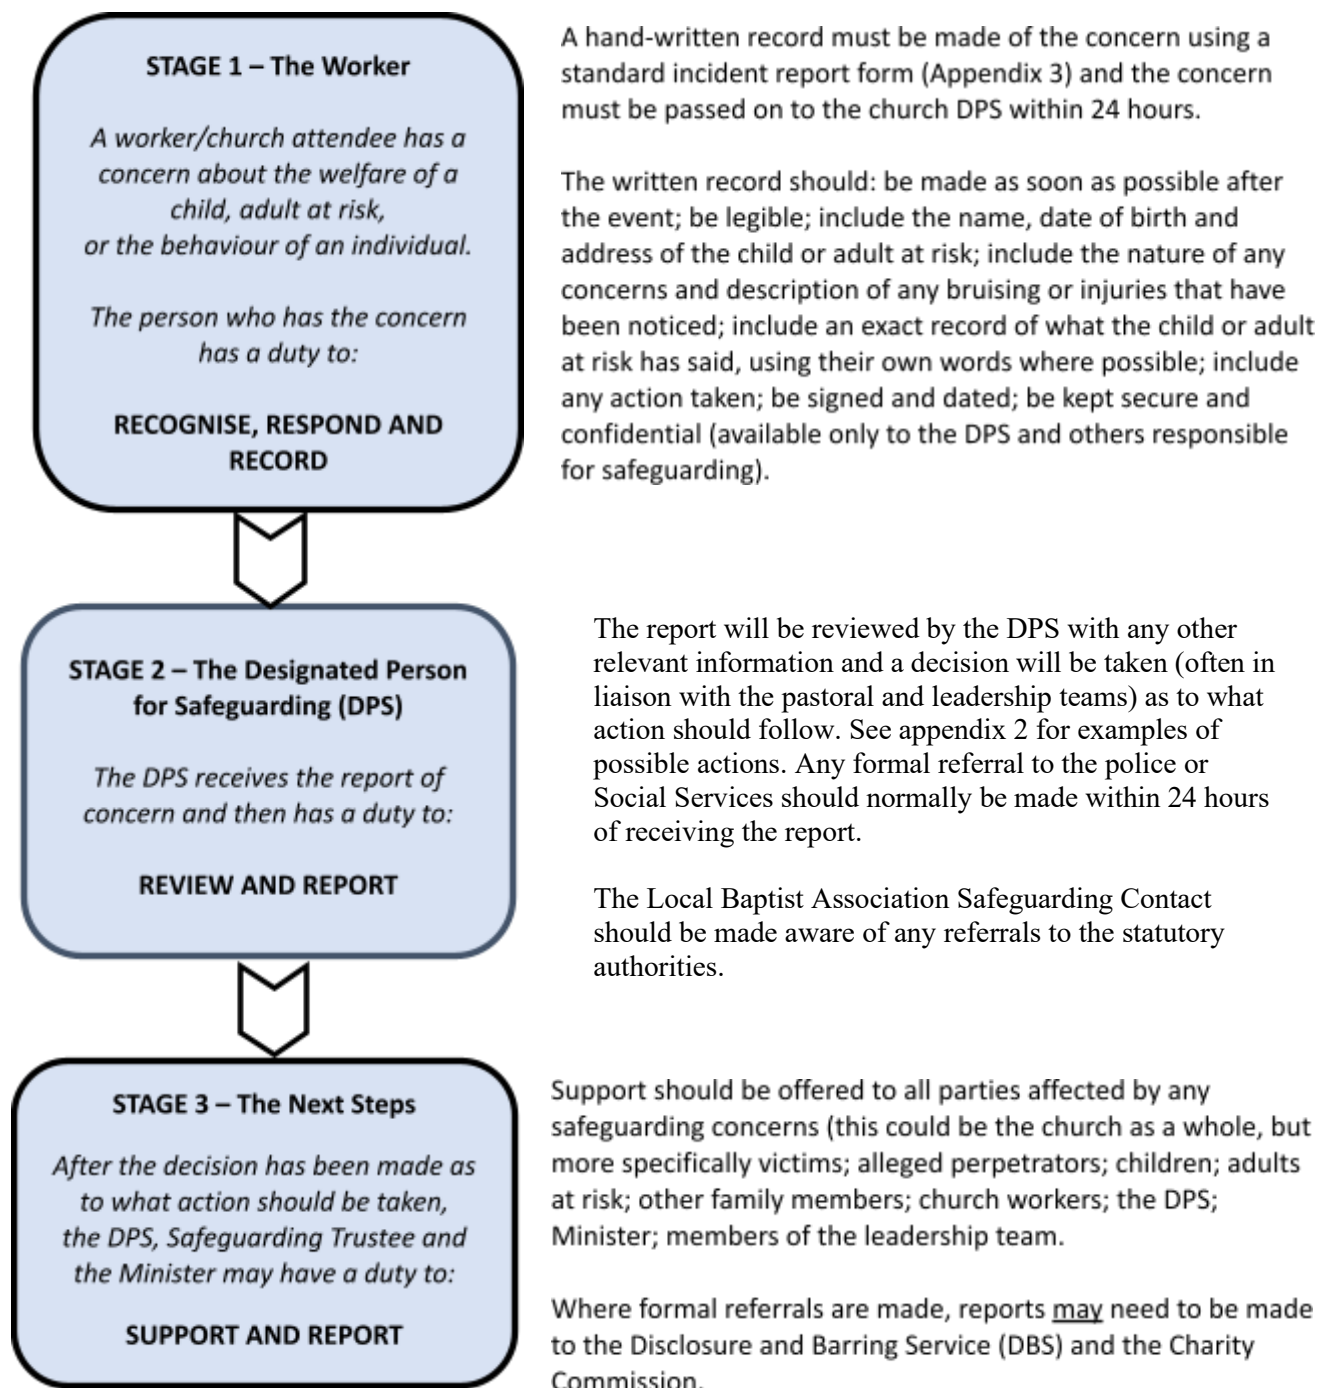 STAGE 1 – The Worker
A worker/church attendee has a
concern about the welfare of a
child, adult at risk,
or the behaviour of an individual.
The person who has the concern
has a duty to:
RECOGNISE, RESPOND AND
RECORD
A hand-written record must be made of the concern using a
standard incident report form (Appendix 3) and the concern
must be passed on to the church DPS within 24 hours.
The written record should: be made as soon as possible after
the event; be legible; include the name, date of birth and
address of the child or adult at risk; include the nature of any
concerns and description of any bruising or injuries that have
been noticed; include an exact record of what the child or adult
at risk has said, using their own words where possible; include
any action taken; be signed and dated; be kept secure and
confidential (available only to the DPS and others responsible
for safeguarding).
STAGE 2 – The Designated Person
for Safeguarding (DPS)
The DPS receives the report of
concern and then has a duty to:
REVIEW AND REPORT
The report will be reviewed by the DPS with any other
relevant information and a decision will be taken (often in
liaison with the pastoral and leadership teams) as to what
action should follow. See appendix 2 for examples of
possible actions. Any formal referral to the police or
Social Services should normally be made within 24 hours
of receiving the report.
The Local Baptist Association Safeguarding Contact
should be made aware of any referrals to the statutory
authorities.
STAGE 3 – The Next Steps
After the decision has been made as
to what action should be taken,
the DPS, Safeguarding Trustee and
the Minister may have a duty to:
SUPPORT AND REPORT
Support should be offered to all parties affected by any
safeguarding concerns (this could be the church as a whole, but
more specifically victims; alleged perpetrators; children; adults
at risk; other family members; church workers; the DPS;
Minister; members of the leadership team.
Where formal referrals are made, reports may need to be made
to the Disclosure and Barring Service (DBS) and the Charity
Commission.